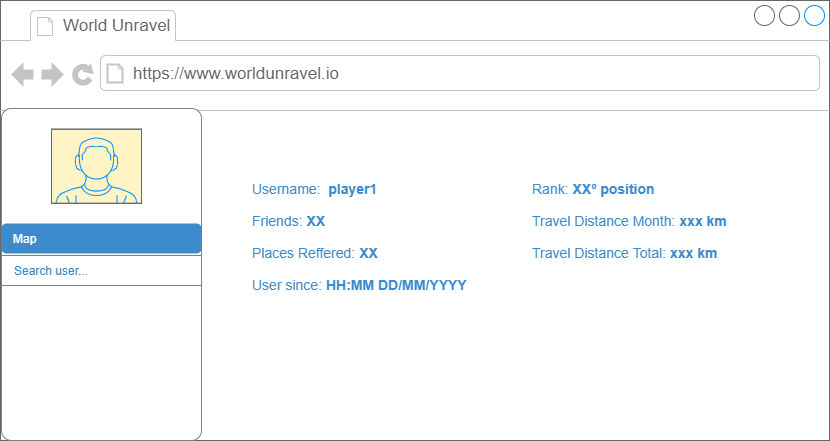 World Unravel
https://www.worldunravel.io
Map
Search user...
Username: player1
Friends: XX
Places Reffered: XX
User since: HH:MM DD/MM/YYYY
Rank: XXº position
Travel Distance Month: xxx km
Travel Distance Total: xxx km